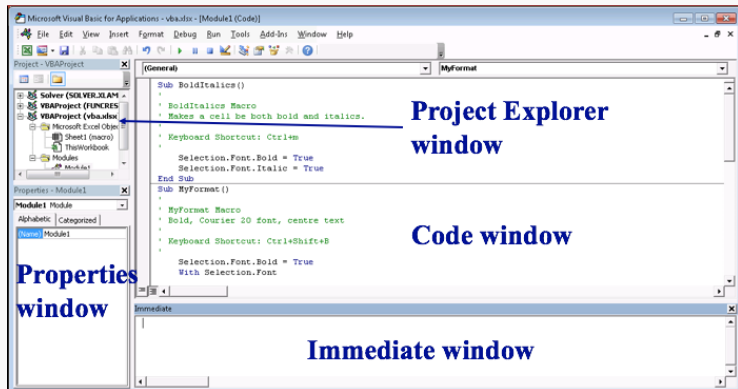 Microsoft Visual Basic for Applications - vba.xlsx - [Module1 (Code)]
File Edit View Insert Format Debug Run Tools Add-Ins Window Help
Project - VBAProject
Solver (SOLVER.XLAM
VBAProject (FUNCRES
VBAProject (vba.xlsx
Microsoft Excel Objec
Sheet1 (macro)
ThisWorkbook
Modules
Module1
Properties - Module1
Module1 Module
Alphabetic Categorized
(Name) Module1
Properties
window
(General) MyFormat
Sub BoldItalics()
'
' BoldItalics Macro
' Makes a cell be both bold and italics.
'
' Keyboard Shortcut: Ctrl+m
'
Selection.Font.Bold = True
Selection.Font.Italic = True
End Sub
Sub MyFormat()
'
' MyFormat Macro
' Bold, Courier 20 font, centre text
'
' Keyboard Shortcut: Ctrl+Shift+B
'
Selection.Font.Bold = True
With Selection.Font
Project Explorer
window
Code window
Immediate
Immediate window